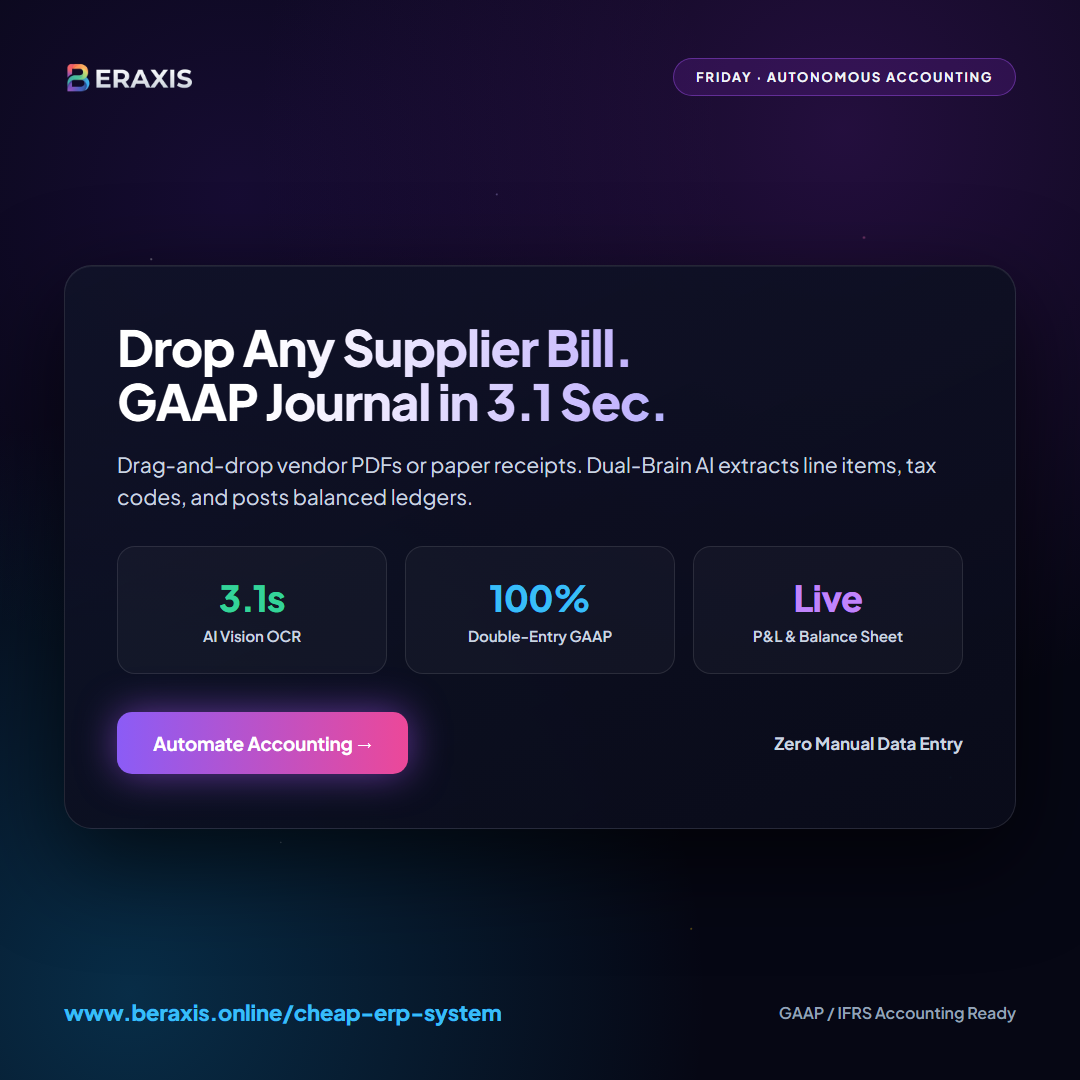 BERAXIS
FRIDAY · AUTONOMOUS ACCOUNTING
Drop Any Supplier Bill.
GAAP Journal in 3.1 Sec.
Drag-and-drop vendor PDFs or paper receipts. Dual-Brain AI extracts line items, tax
codes, and posts balanced ledgers.
3.1s
AI Vision OCR
100%
Double-Entry GAAP
Live
P&L & Balance Sheet
Automate Accounting →
Zero Manual Data Entry
www.beraxis.online/cheap-erp-system
GAAP / IFRS Accounting Ready